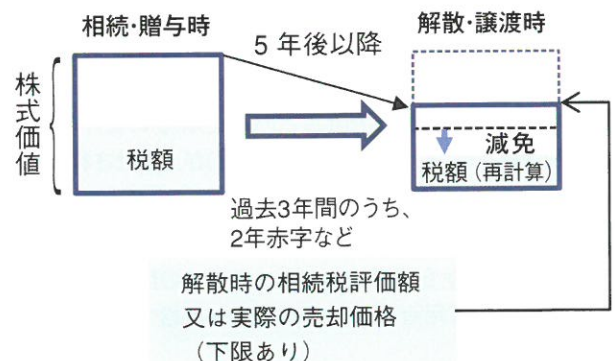 相続・贈与時
5年後以降
解散・譲渡時
株式価値
税額
減免
税額(再計算)
過去3年間のうち、
2年赤字など
解散時の相続税評価額
又は実際の売却価格
(下限あり)